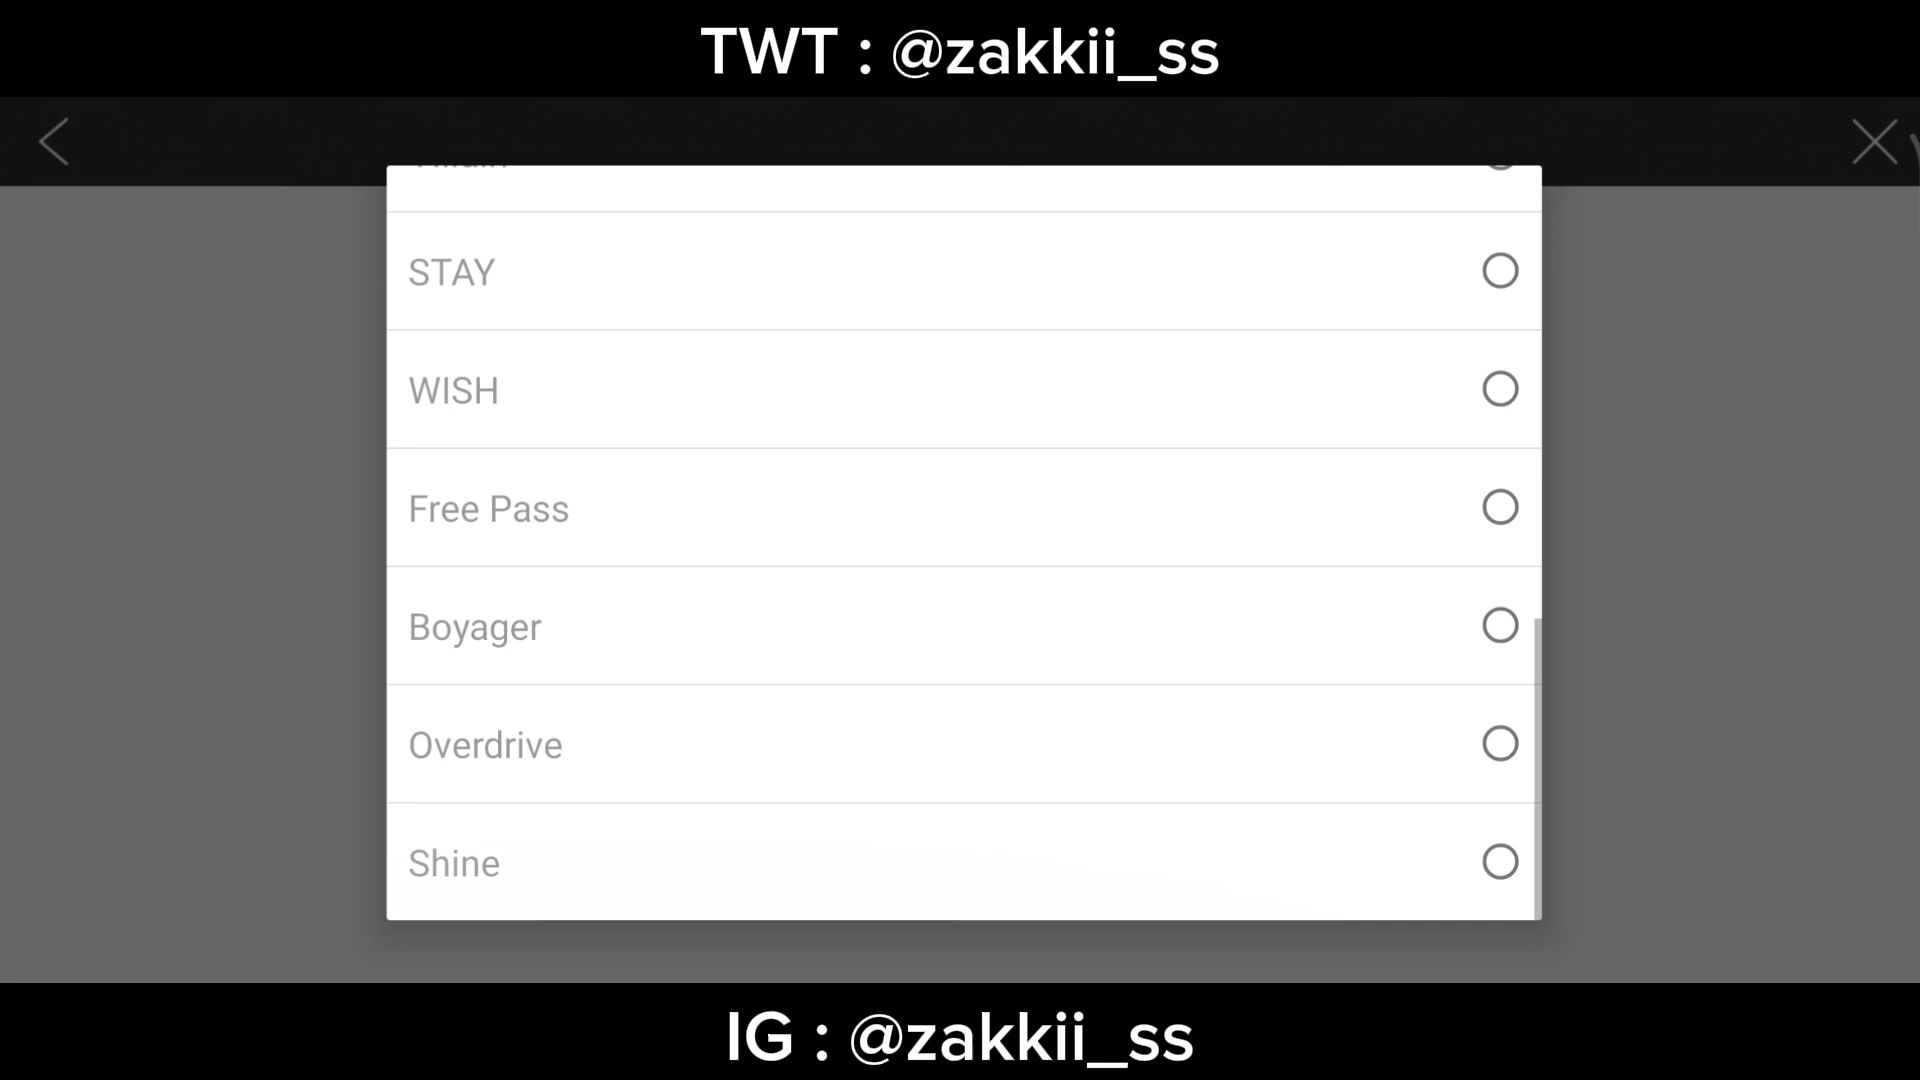 TWT : @zakkii_ss
STAY
WISH
Free Pass
Boyager
Overdrive
Shine
IG : @zakkii_ss